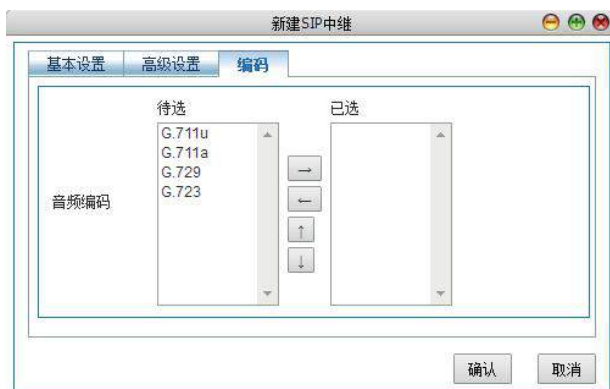 新建SIP中继
基本设置 高级设置 编码
待选 已选
G.711u
G.711a
G.729
G.723
音频编码
→
←
↑
↓
确认 取消